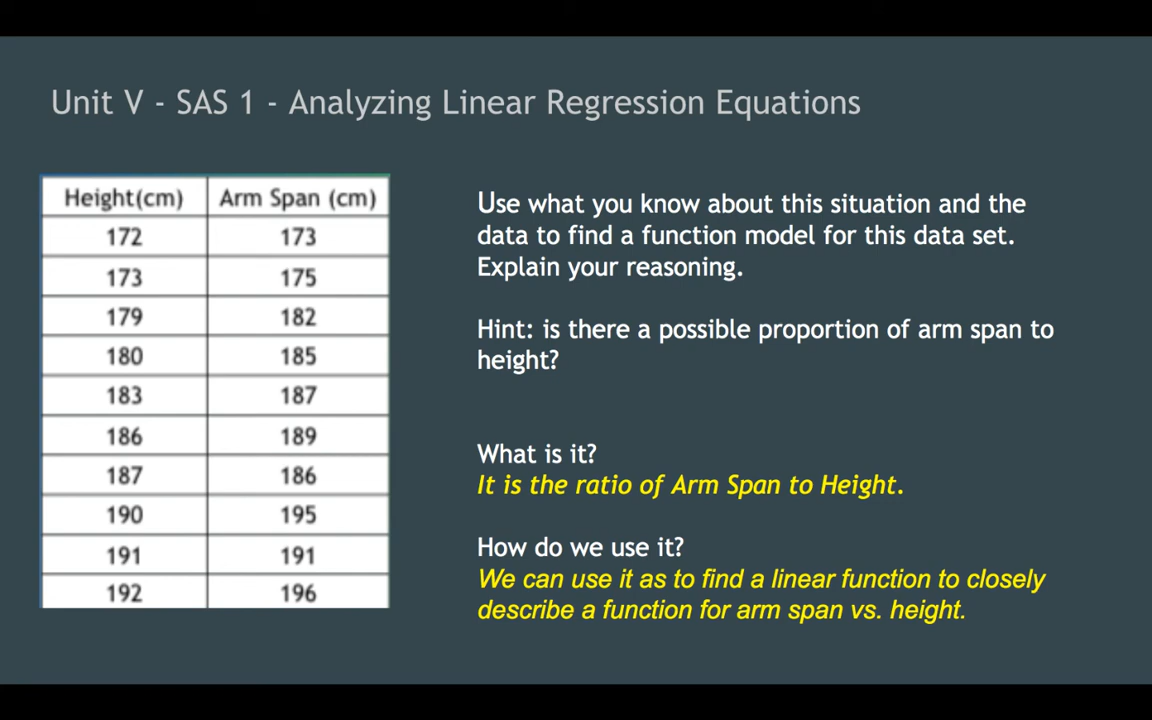 Unit V - SAS 1 - Analyzing Linear Regression Equations
Height(cm) Arm Span (cm)
172 173
173 175
179 182
180 185
183 187
186 189
187 186
190 195
191 191
192 196
Use what you know about this situation and the
data to find a function model for this data set.
Explain your reasoning.
Hint: is there a possible proportion of arm span to
height?
What is it?
It is the ratio of Arm Span to Height.
How do we use it?
We can use it as to find a linear function to closely
describe a function for arm span vs. height.